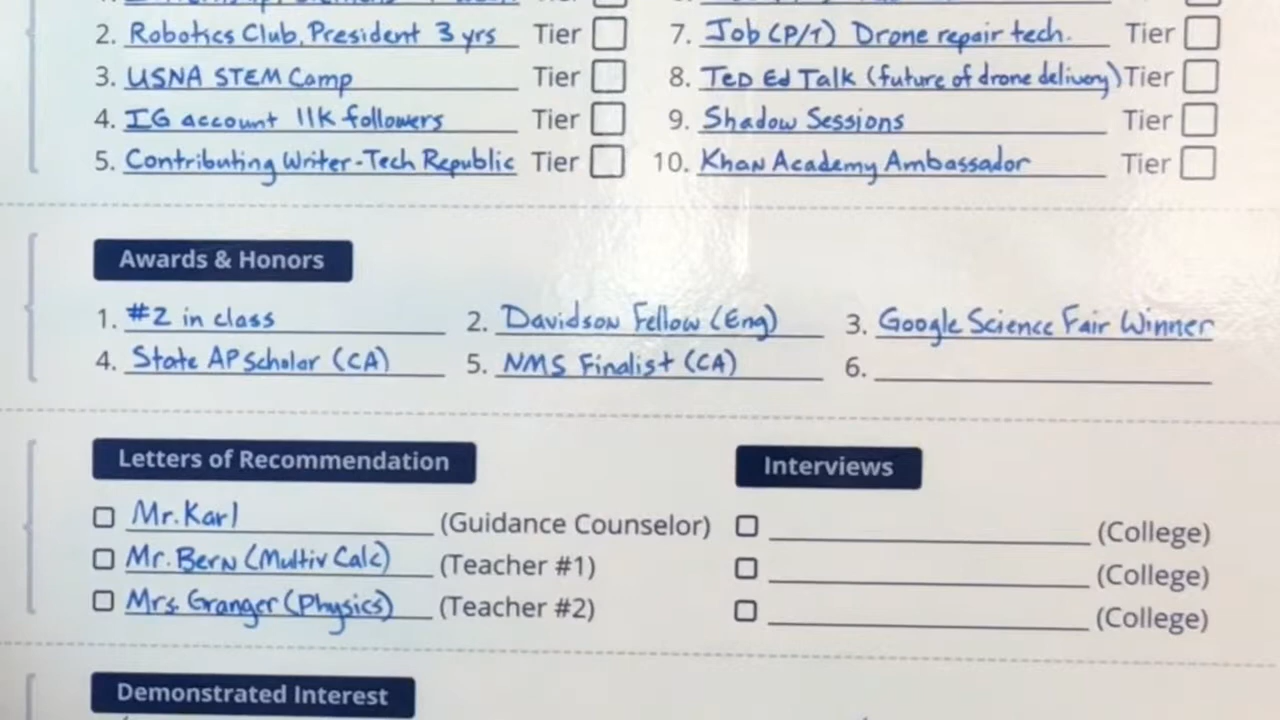 2. Robotics Club, President 3 yrs Tier
3. USNA STEM Camp Tier
4. IG account 11K followers Tier
5. Contributing Writer-Tech Republic Tier
7. Job (P/T) Drone repair tech. Tier
8. TED Ed Talk (future of drone delivery) Tier
9. Shadow Sessions Tier
10. Khan Academy Ambassador Tier
Awards & Honors
1. #2 in class 2. Davidson Fellow (Eng) 3. Google Science Fair Winner
4. State AP Scholar (CA) 5. NMS Finalist (CA) 6.
Letters of Recommendation
Mr. Karl (Guidance Counselor)
Mr. Bern (Multiv Calc) (Teacher #1)
Mrs. Granger (Physics) (Teacher #2)
Interviews
(College)
(College)
(College)
Demonstrated Interest